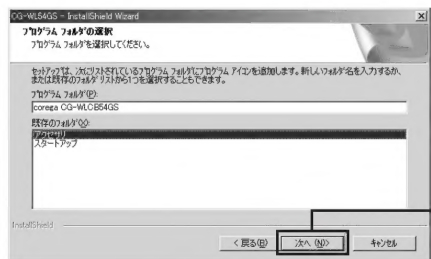 CG-WL54GS - InstallShield Wizard
プログラム フォルダの選択
プログラム フォルダを選択してください。
セットアップは、次にリストされているプログラム フォルダにプログラム アイコンを追加します。新しいフォルダ名を入力するか、
または既存のフォルダ リストから1つを選択することもできます。
プログラム フォルダ(P):
corega CG-WLCB54GS
既存のフォルダ(X):
アクセサリ
スタートアップ
InstallShield
< 戻る(B)
次へ (N)>
キャンセル